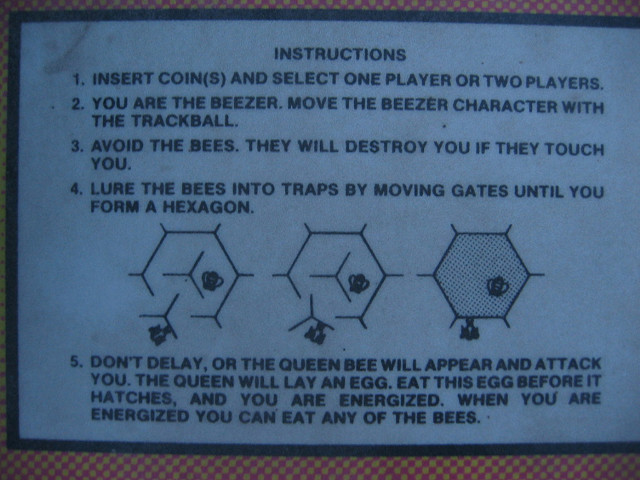 INSTRUCTIONS
1. INSERT COIN(S) AND SELECT ONE PLAYER OR TWO PLAYERS.
2. YOU ARE THE BEEZER. MOVE THE BEEZER CHARACTER WITH
THE TRACKBALL.
3. AVOID THE BEES. THEY WILL DESTROY YOU IF THEY TOUCH
YOU.
4. LURE THE BEES INTO TRAPS BY MOVING GATES UNTIL YOU
FORM A HEXAGON.
5. DON'T DELAY, OR THE QUEEN BEE WILL APPEAR AND ATTACK
YOU. THE QUEEN WILL LAY AN EGG. EAT THIS EGG BEFORE IT
HATCHES, AND YOU ARE ENERGIZED. WHEN YOU ARE
ENERGIZED YOU CAN EAT ANY OF THE BEES.